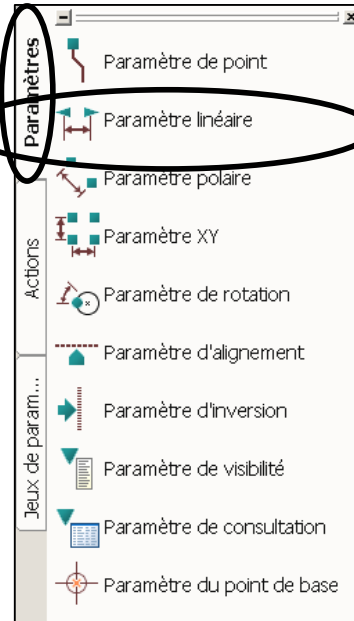 Paramètres
Actions
Jeux de param...
Paramètre de point
Paramètre linéaire
Paramètre polaire
Paramètre XY
Paramètre de rotation
Paramètre d'alignement
Paramètre d'inversion
Paramètre de visibilité
Paramètre de consultation
Paramètre du point de base